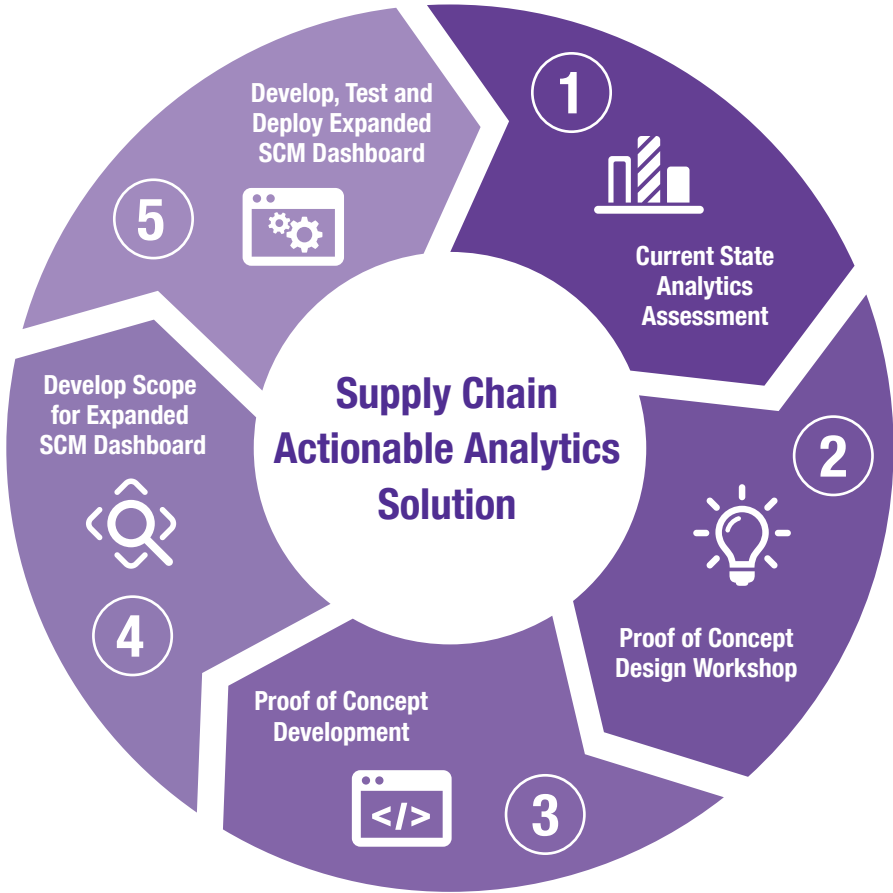 Supply Chain
Actionable Analytics
Solution
1
Current State
Analytics
Assessment
2
Proof of Concept
Design Workshop
3
Proof of Concept
Development
</>
4
Develop Scope
for Expanded
SCM Dashboard
5
Develop, Test and
Deploy Expanded
SCM Dashboard